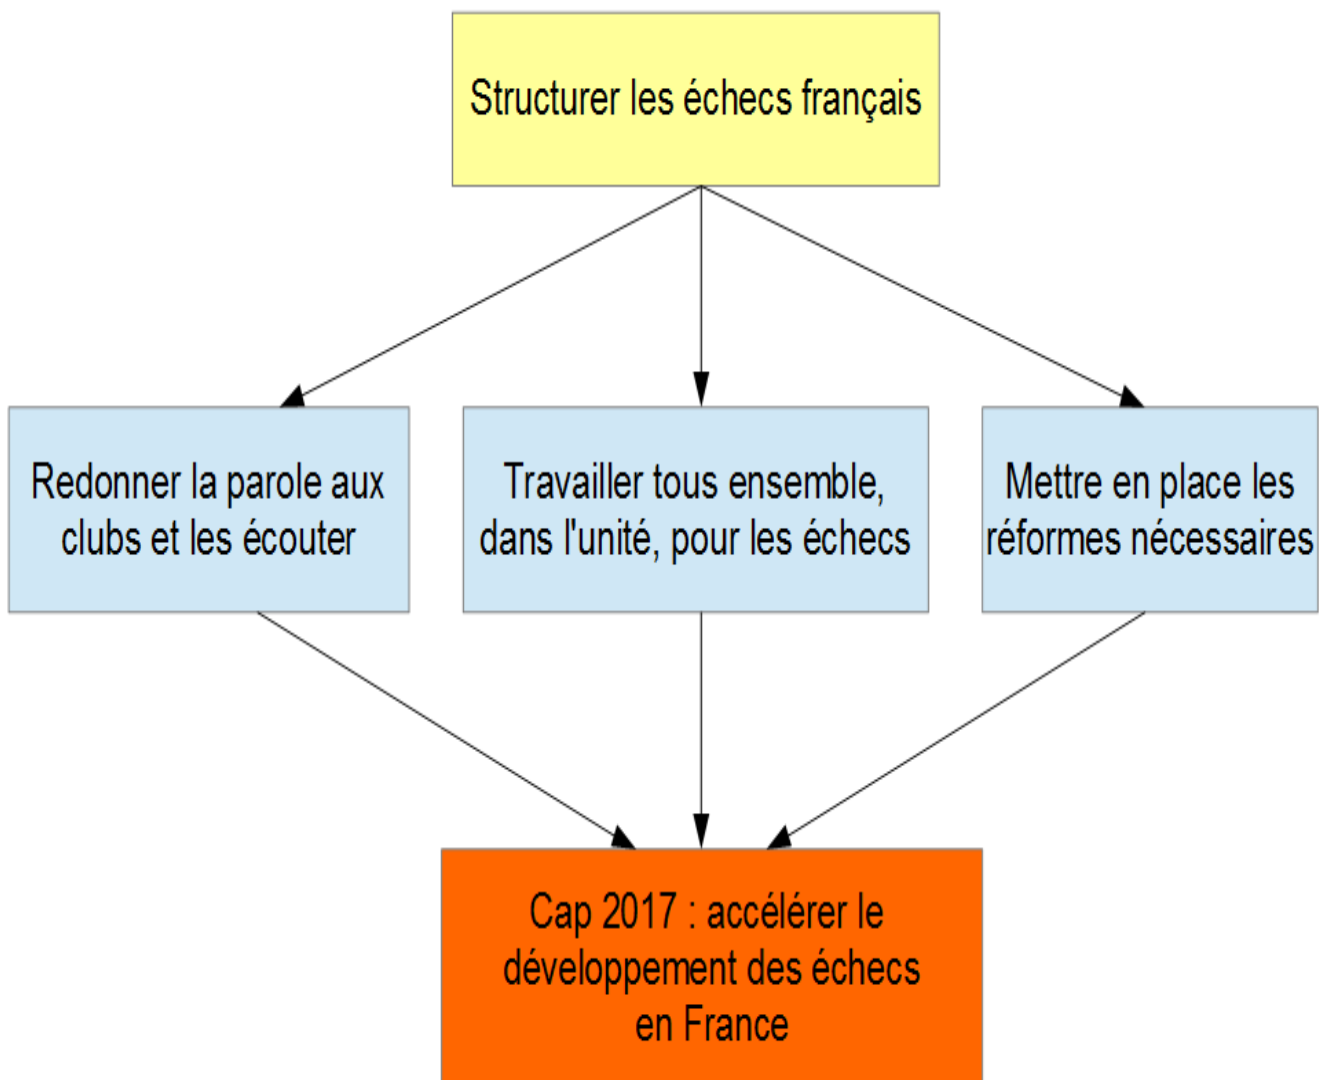 Structurer les échecs français
Redonner la parole aux
clubs et les écouter
Travailler tous ensemble,
dans l'unité, pour les échecs
Mettre en place les
réformes nécessaires
Cap 2017 : accélérer le
développement des échecs
en France